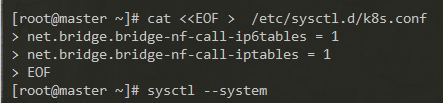 [root@master ~]# cat <<EOF >  /etc/sysctl.d/k8s.conf
> net.bridge.bridge-nf-call-ip6tables = 1
> net.bridge.bridge-nf-call-iptables = 1
> EOF
[root@master ~]# sysctl --system